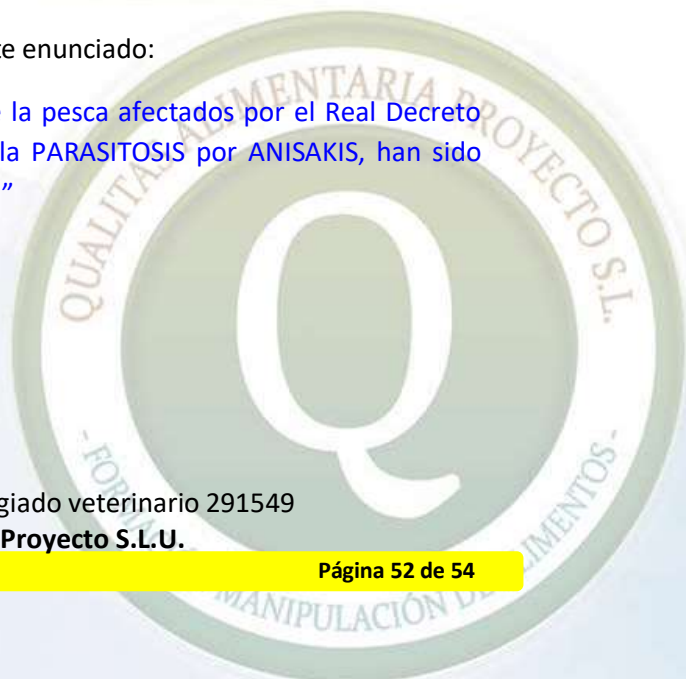 te enunciado:
la pesca afectados por el Real Decreto
la PARASITOSIS por ANISAKIS, han sido
”
QUALITAS ALIMENTARIA PROYECTO S.L.
Q
- FORMA MANIPULACIÓN DE ALIMENTOS -
giado veterinario 291549
Proyecto S.L.U.
Página 52 de 54